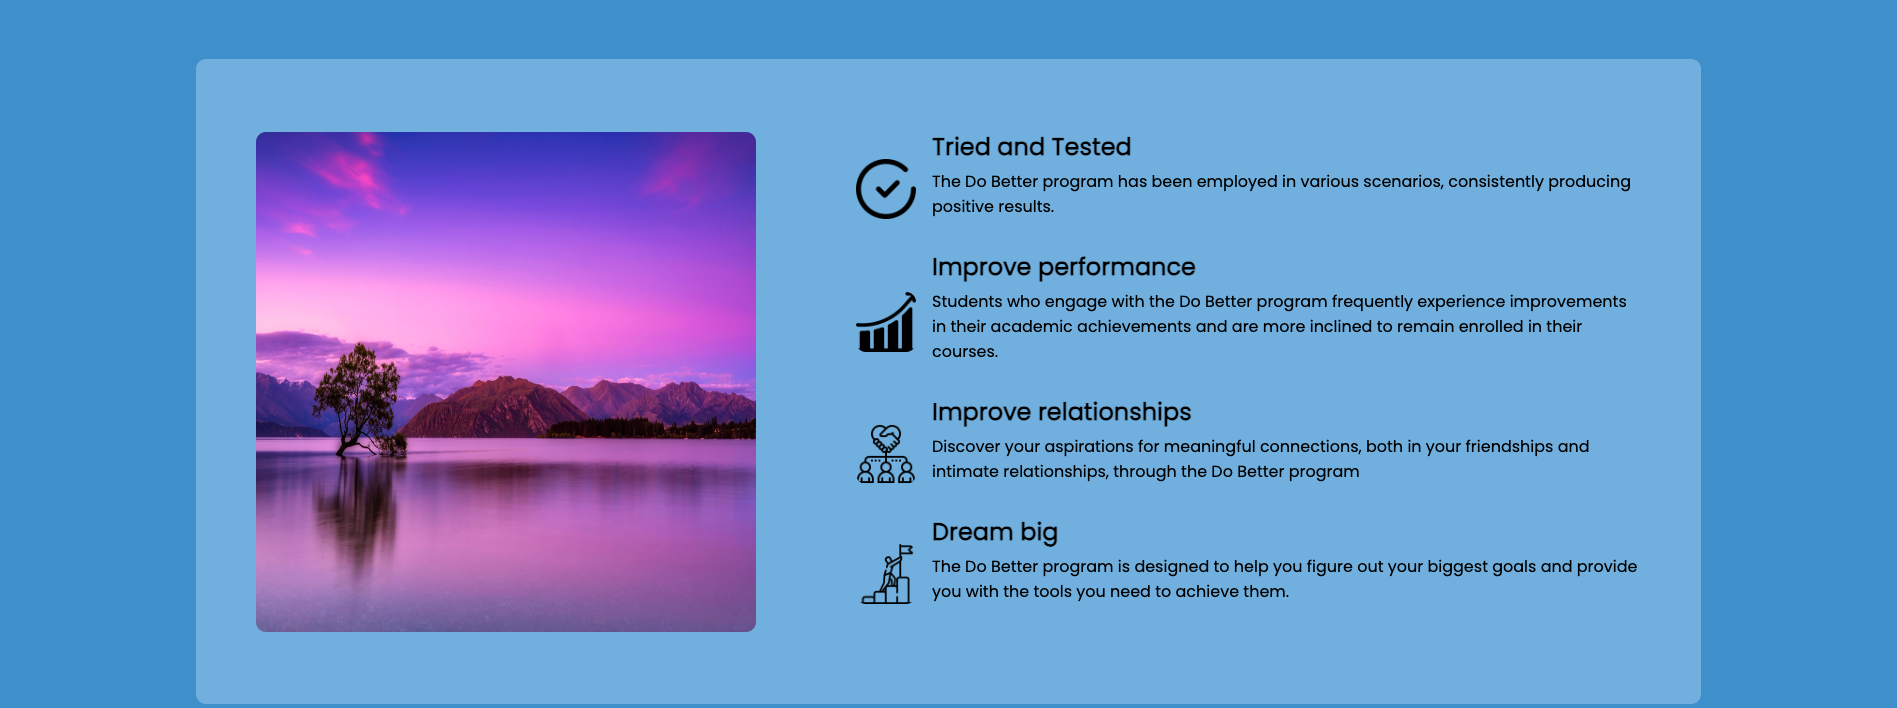 Tried and Tested
The Do Better program has been employed in various scenarios, consistently producing
positive results.
Improve performance
Students who engage with the Do Better program frequently experience improvements
in their academic achievements and are more inclined to remain enrolled in their
courses.
Improve relationships
Discover your aspirations for meaningful connections, both in your friendships and
intimate relationships, through the Do Better program
Dream big
The Do Better program is designed to help you figure out your biggest goals and provide
you with the tools you need to achieve them.